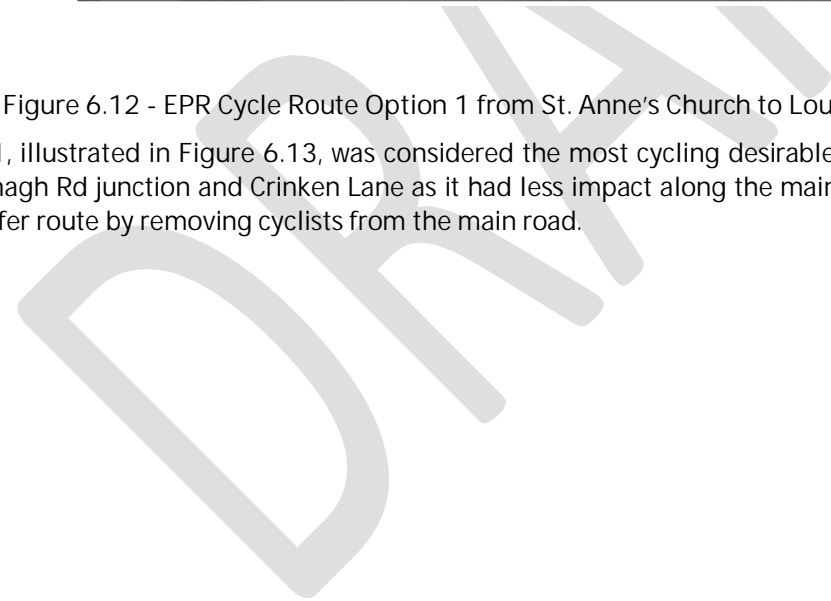 Figure 6.12 - EPR Cycle Route Option 1 from St. Anne's Church to Lou
, illustrated in Figure 6.13, was considered the most cycling desirable
nagh Rd junction and Crinken Lane as it had less impact along the main
fer route by removing cyclists from the main road.
DRA